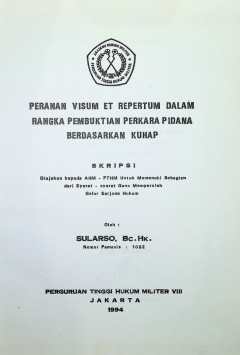 PERANAN VISUM ET REPERTUM DALAM
RANGKA PEMBUKTIAN PERKARA PIDANA
BERDASARKAN KUHAP
SKRIPSI
Diajukan kepada AHM - PTHM Untuk Memenuhi Sebagian
dari Syarat - syarat Guna Memperoleh
Gelar Sarjana Hukum
Oleh :
SULARSO, Bc.Hk.
Nomor Pemania : 1082
PERGURUAN TINGGI HUKUM MILITER VIII
JAKARTA
1994